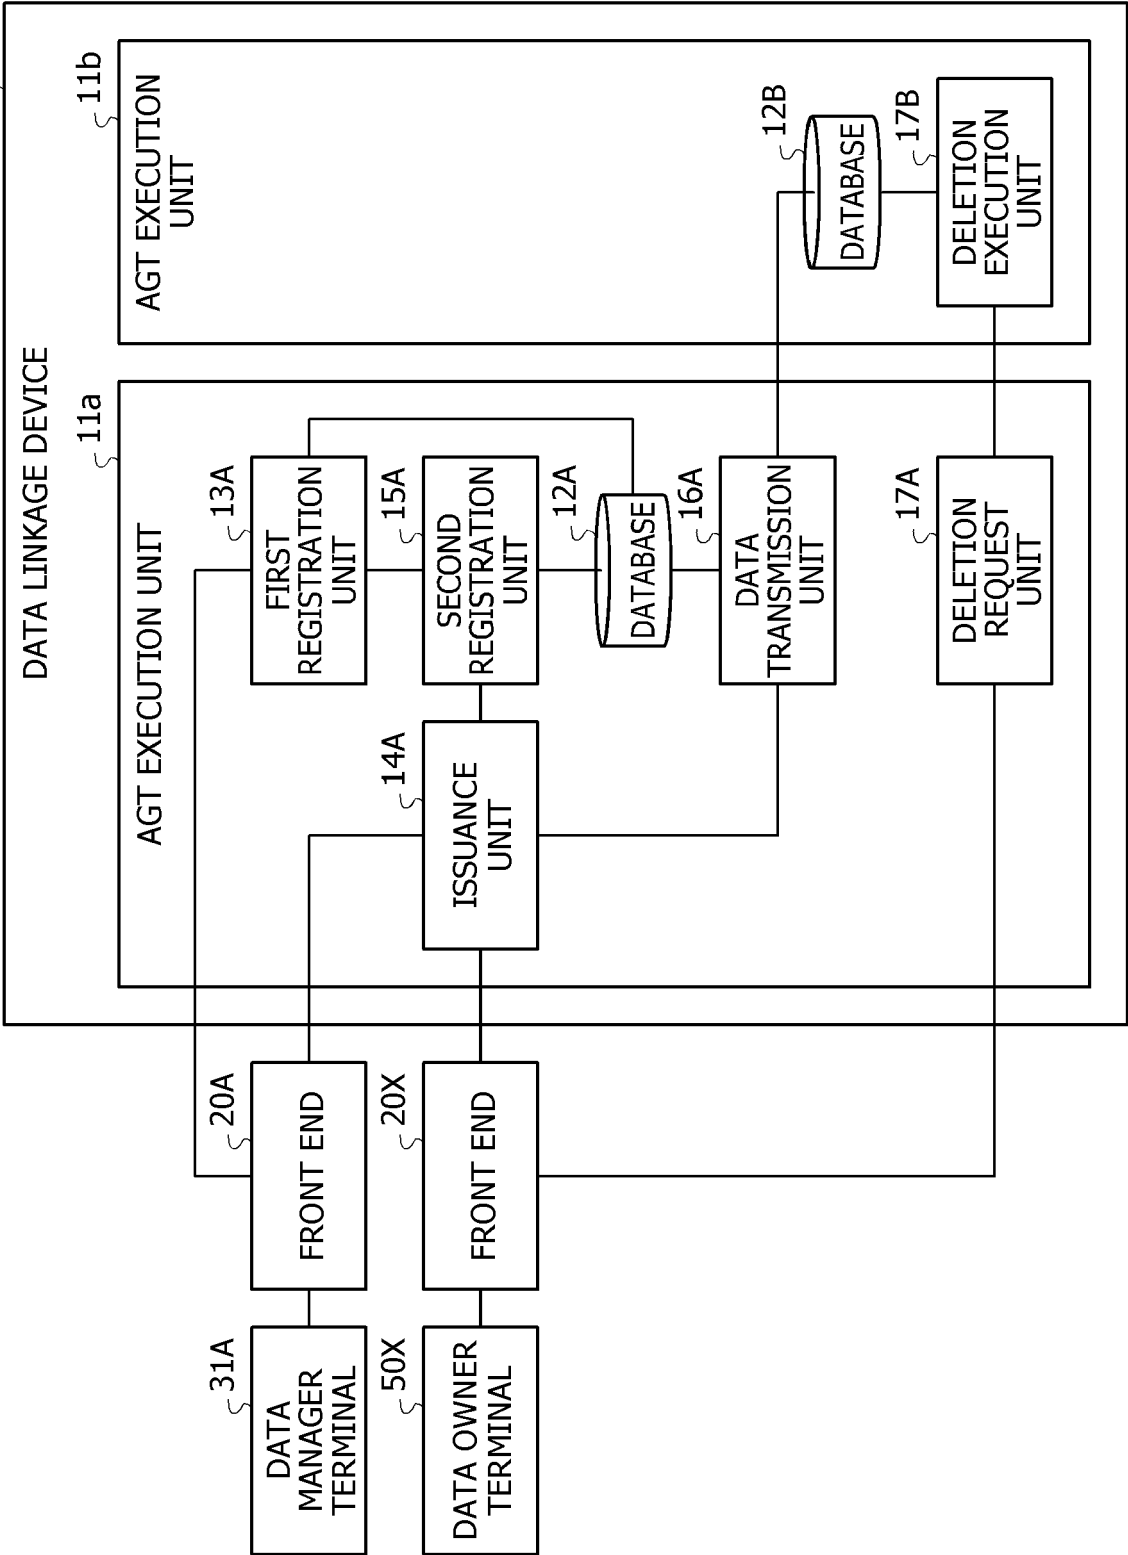 DATA LINKAGE DEVICE
11a
AGT EXECUTION UNIT
11b
AGT EXECUTION
UNIT
31A
DATA
MANAGER
TERMINAL
20A
FRONT END
13A
FIRST
REGISTRATION
UNIT
50X
DATA OWNER
TERMINAL
20X
FRONT END
14A
ISSUANCE
UNIT
15A
SECOND
REGISTRATION
UNIT
12A
DATABASE
16A
DATA
TRANSMISSION
UNIT
12B
DATABASE
17A
DELETION
REQUEST
UNIT
17B
DELETION
EXECUTION
UNIT